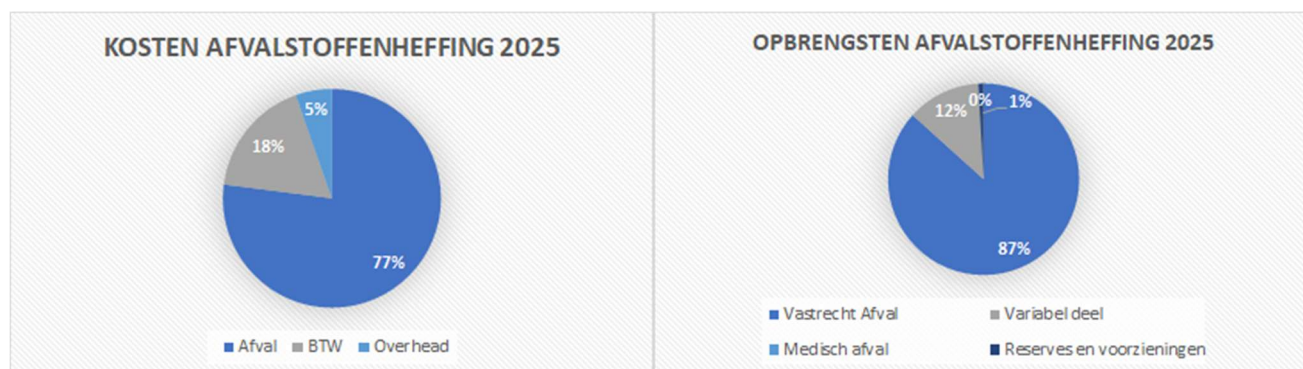 KOSTEN AFVALSTOFFENHEFFING 2025
5%
18%
77%
Afval BTW Overhead
OPBRENGSTEN AFVALSTOFFENHEFFING 2025
12% 0% 1%
87%
Vastrecht Afval Variabel deel
Medisch afval Reserves en voorzieningen